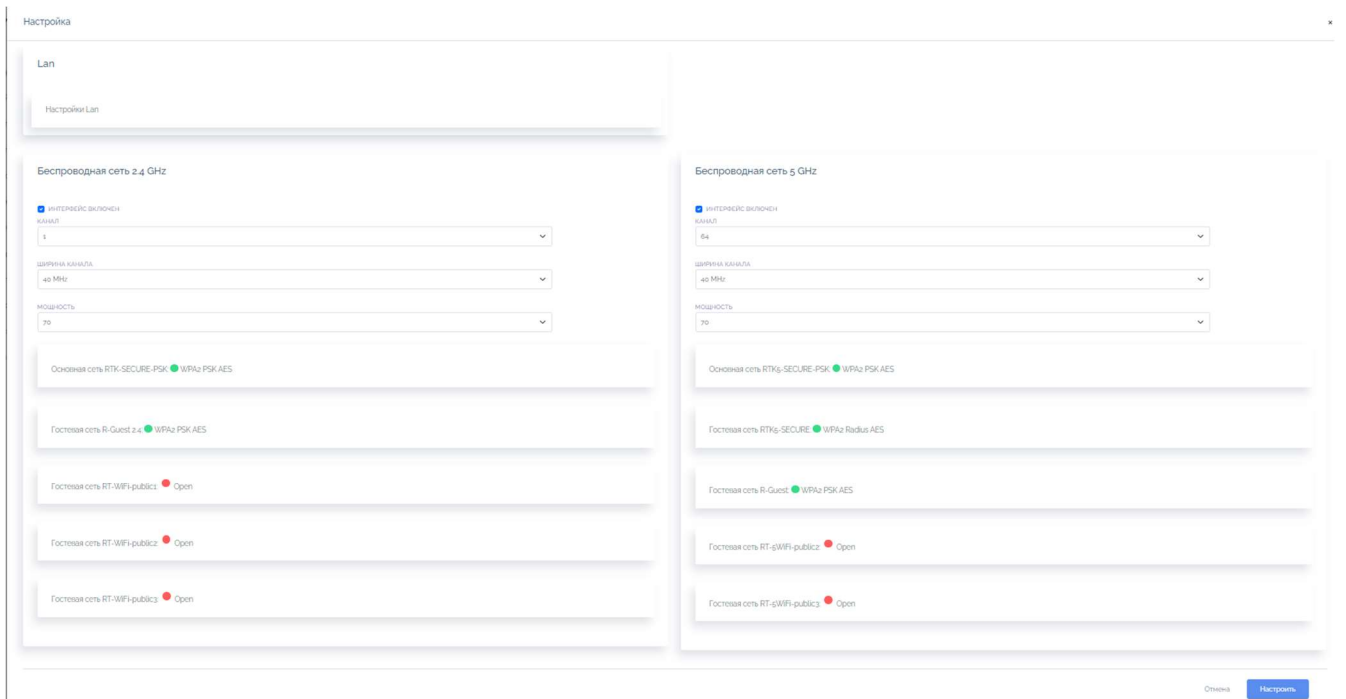 Настройка
×
Lan
Настройки Lan
Беспроводная сеть 2.4 GHz
ИНТЕРФЕЙС ВКЛЮЧЕН
КАНАЛ
1
ШИРИНА КАНАЛА
40 MHz
МОЩНОСТЬ
70
Основная сеть RTK-SECURE-PSK: WPA2 PSK AES
Гостевая сеть R-Guest 2.4: WPA2 PSK AES
Гостевая сеть RT-WiFi-public1: Open
Гостевая сеть RT-WiFi-public2: Open
Гостевая сеть RT-WiFi-public3: Open
Беспроводная сеть 5 GHz
ИНТЕРФЕЙС ВКЛЮЧЕН
КАНАЛ
64
ШИРИНА КАНАЛА
40 MHz
МОЩНОСТЬ
70
Основная сеть RTK5-SECURE-PSK: WPA2 PSK AES
Гостевая сеть RTK5-SECURE: WPA2 Radius AES
Гостевая сеть R-Guest: WPA2 PSK AES
Гостевая сеть RT-5WiFi-public2: Open
Гостевая сеть RT-5WiFi-public3: Open
Отмена
Настроить